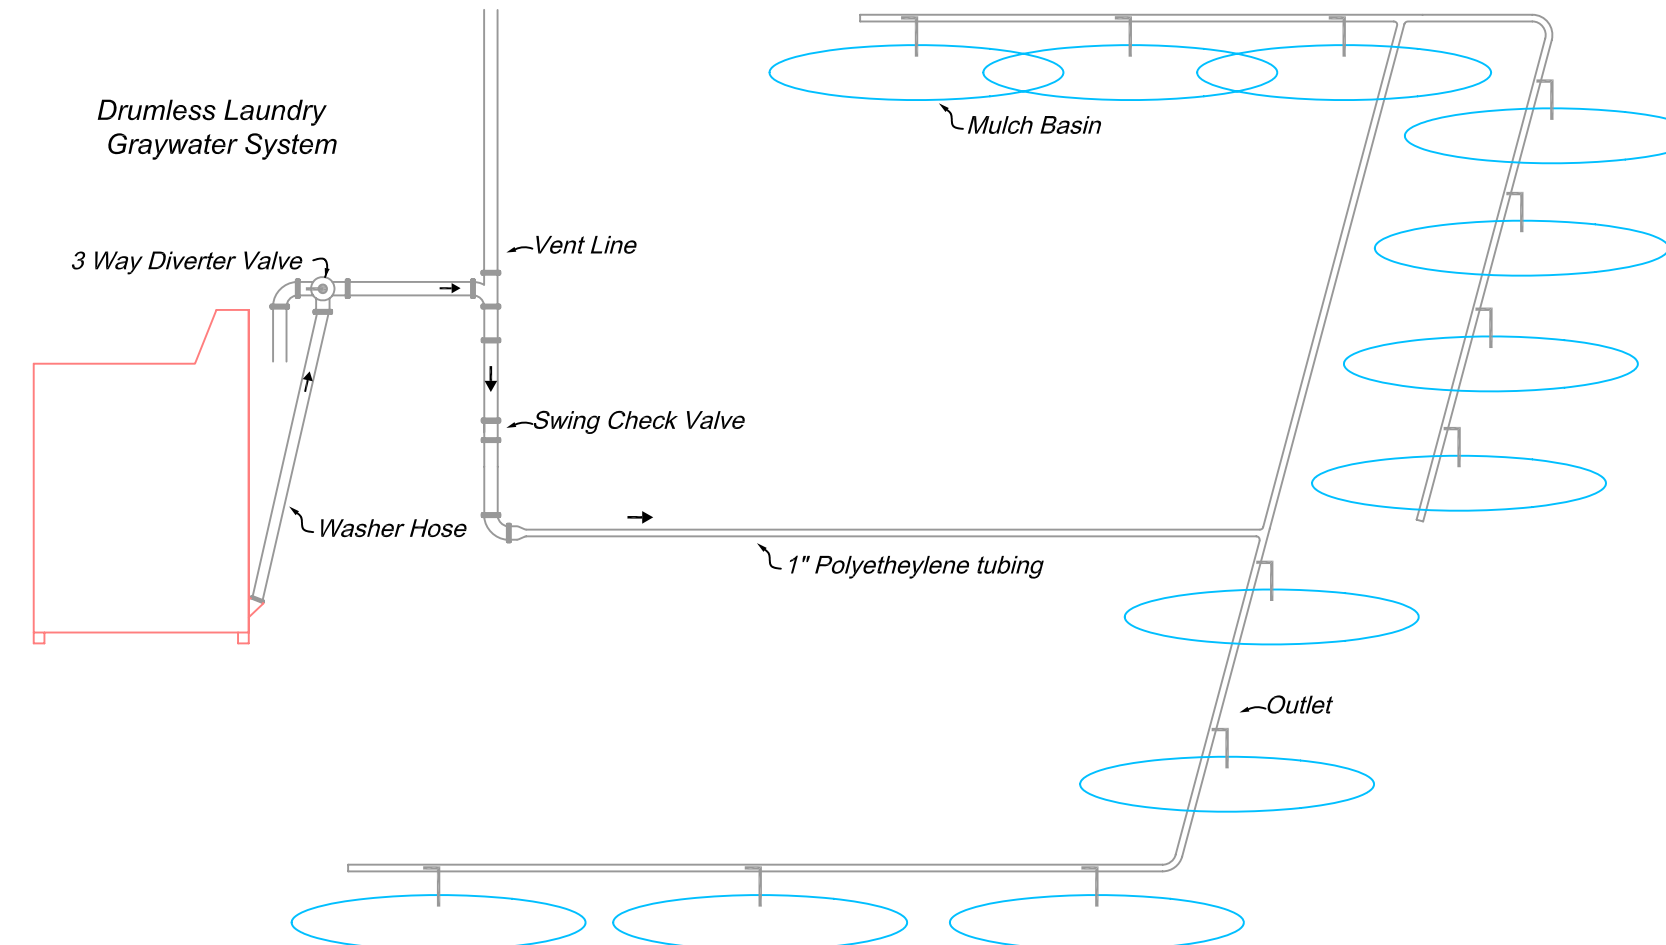 Drumless Laundry
Graywater System
Mulch Basin
Vent Line
3 Way Diverter Valve
Swing Check Valve
Washer Hose
1" Polyetheylene tubing
Outlet